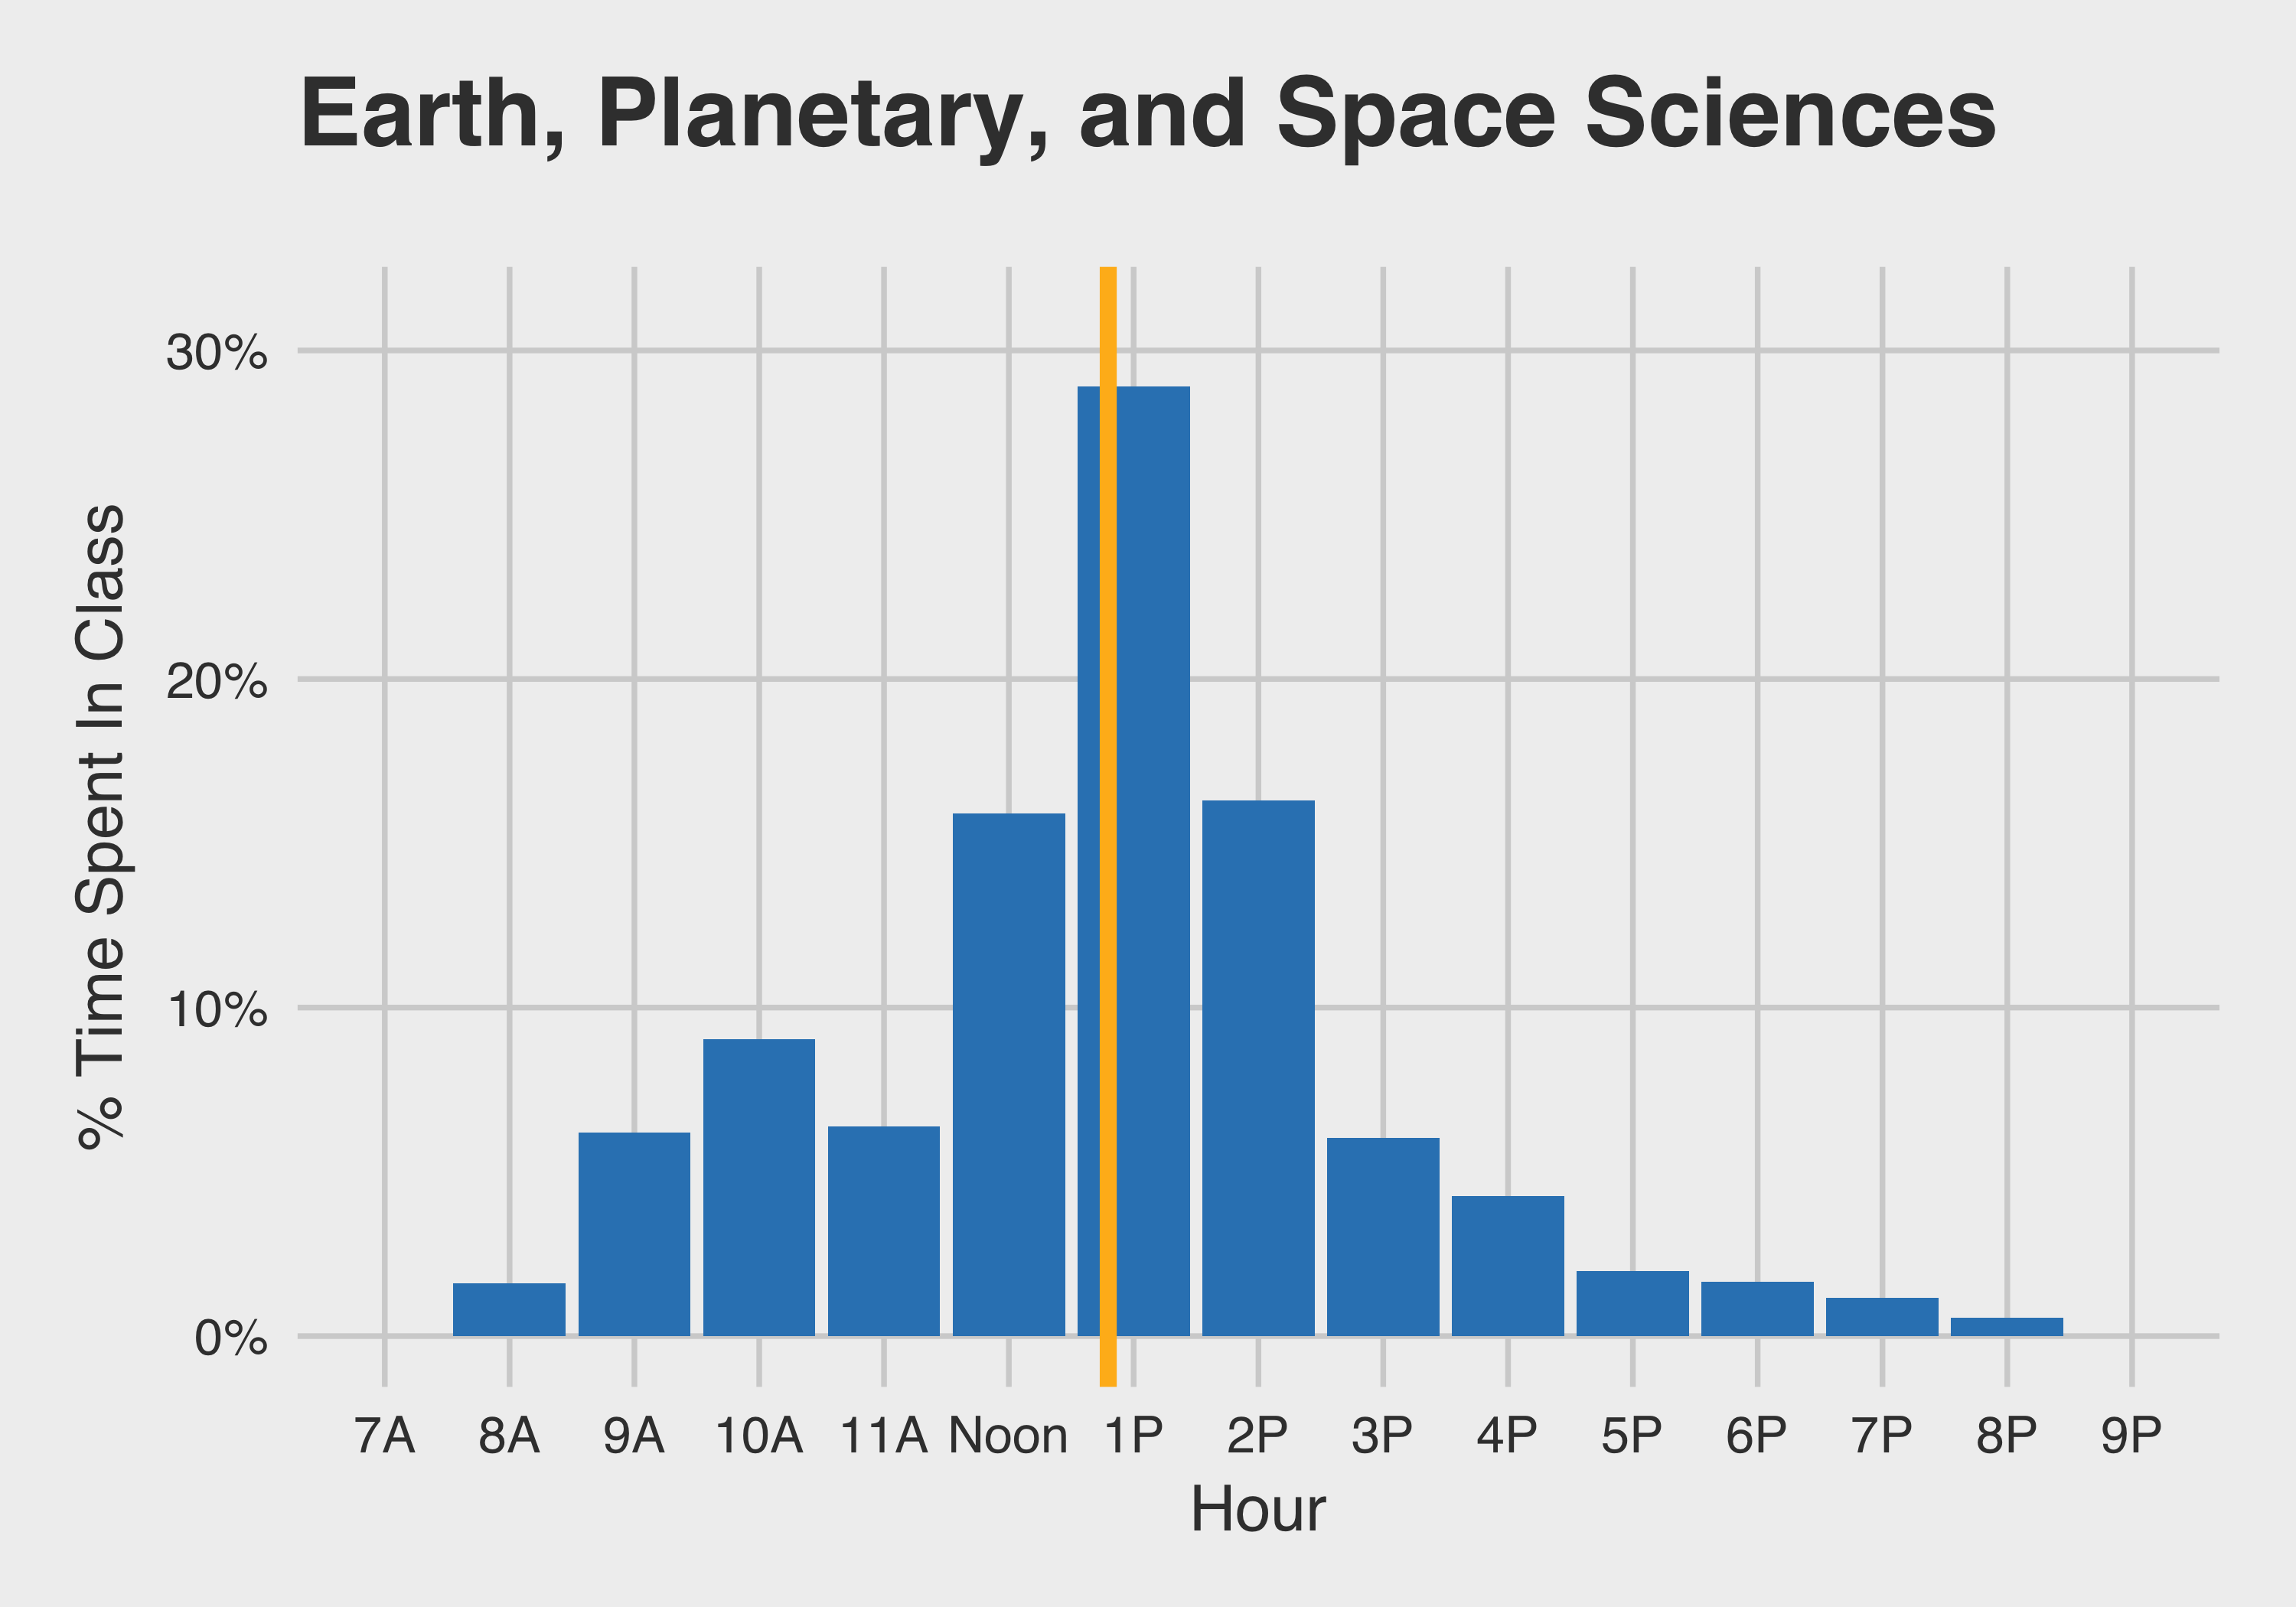 Earth, Planetary, and Space Sciences
% Time Spent In Class
30%
20%
10%
0%
7A 8A 9A 10A 11A Noon 1P 2P 3P 4P 5P 6P 7P 8P 9P
Hour